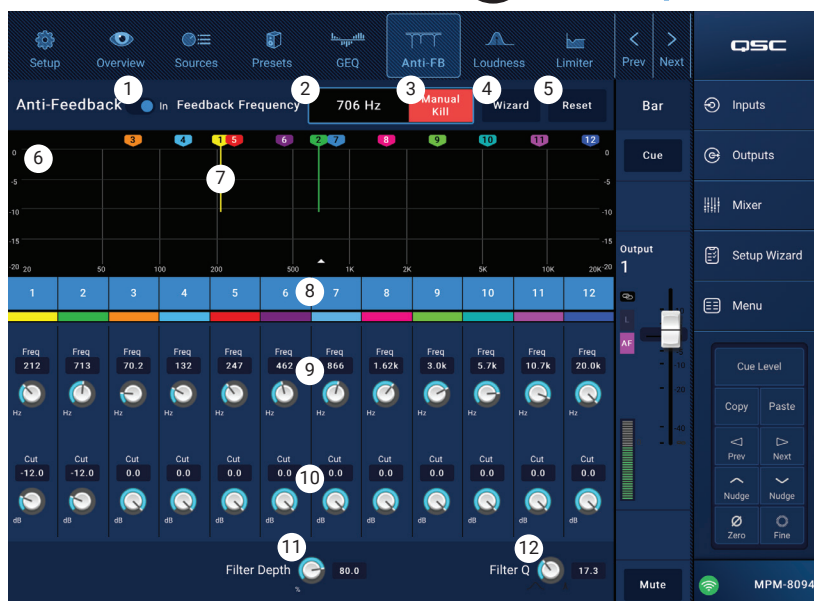 Setup Overview Sources Presets GEQ Anti-FB Loudness Limiter Prev Next QSC
1 2 3 4 5
Anti-Feedback In Feedback Frequency 706 Hz Manual Kill Wizard Reset Bar Inputs
3 4 1 5 6 2 7 8 9 10 11 12
6 0 0 Cue Outputs
7
-5 -5
-10 -10 Mixer
-15 -15
Output
1 Setup Wizard
-20 20 50 100 200 500 1K 2K 5K 10K 20K -20
1 2 3 4 5 6 8 7 8 9 10 11 12 Menu
L
AF
-5
-10
-20
-40
Freq Freq Freq Freq Freq Freq Freq Freq Freq Freq Freq Freq
212 713 70.2 132 247 462 9 866 1.62k 3.0k 5.7k 10.7k 20.0k
Hz Hz Hz Hz Hz Hz Hz Hz Hz Hz Hz
Cue Level
Copy Paste
Prev Next
Nudge Nudge
Zero Fine
Cut Cut Cut Cut Cut Cut Cut Cut Cut Cut Cut Cut
-12.0 -12.0 0.0 0.0 0.0 0.0 10 0.0 0.0 0.0 0.0 0.0 0.0
dB dB dB dB dB dB dB dB dB dB dB
11 12
Filter Depth 80.0 Filter Q 17.3
%
Mute MPM-8094